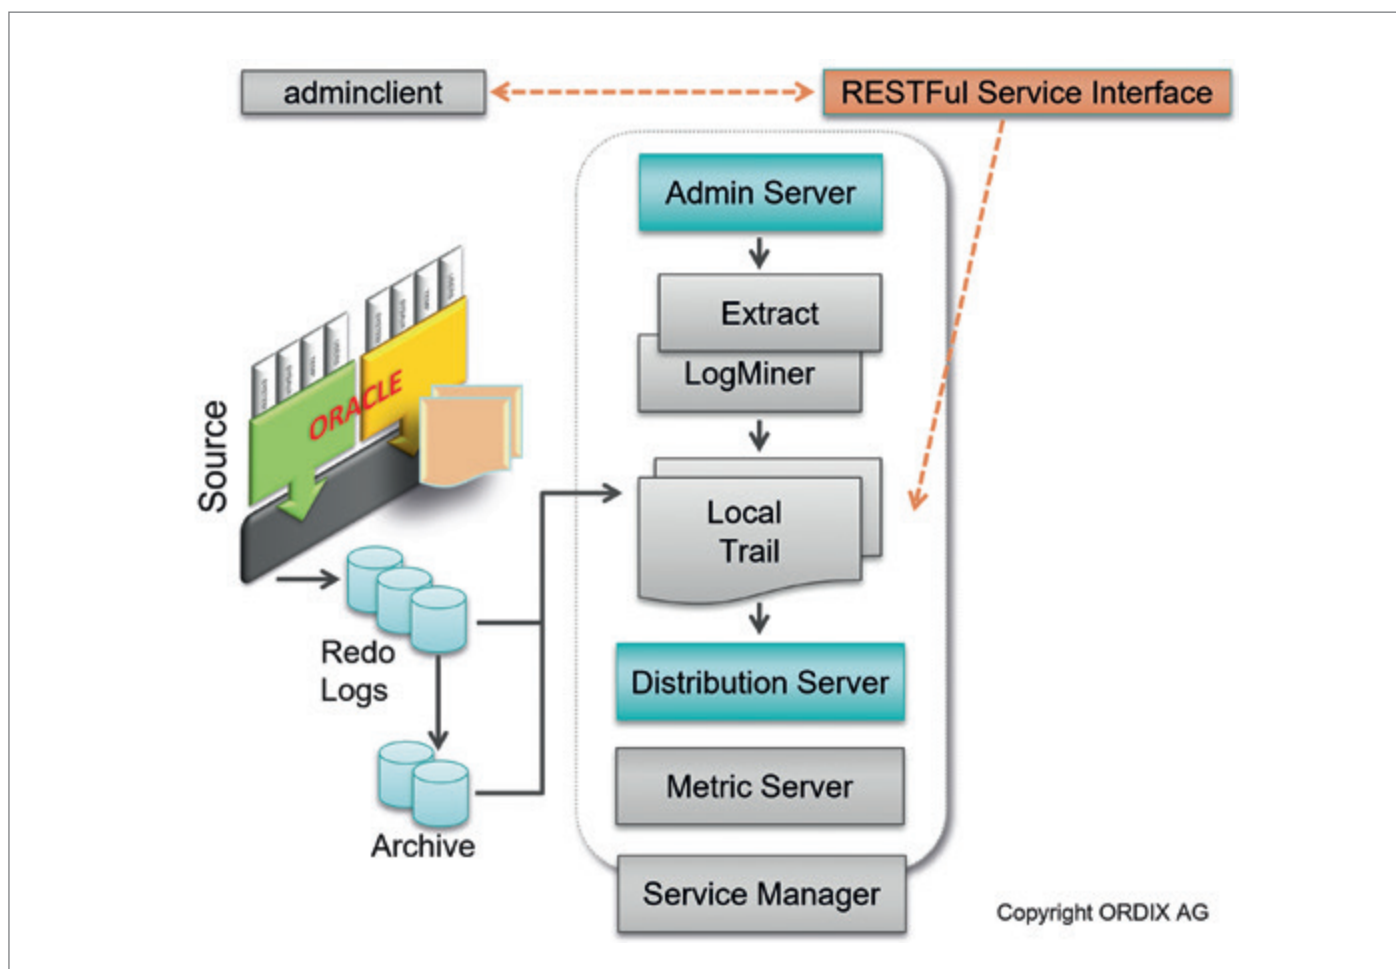 adminclient
RESTFul Service Interface
Admin Server
Extract
LogMiner
Source
ORACLE
Local
Trail
Redo
Logs
Distribution Server
Metric Server
Archive
Service Manager
Copyright ORDIX AG